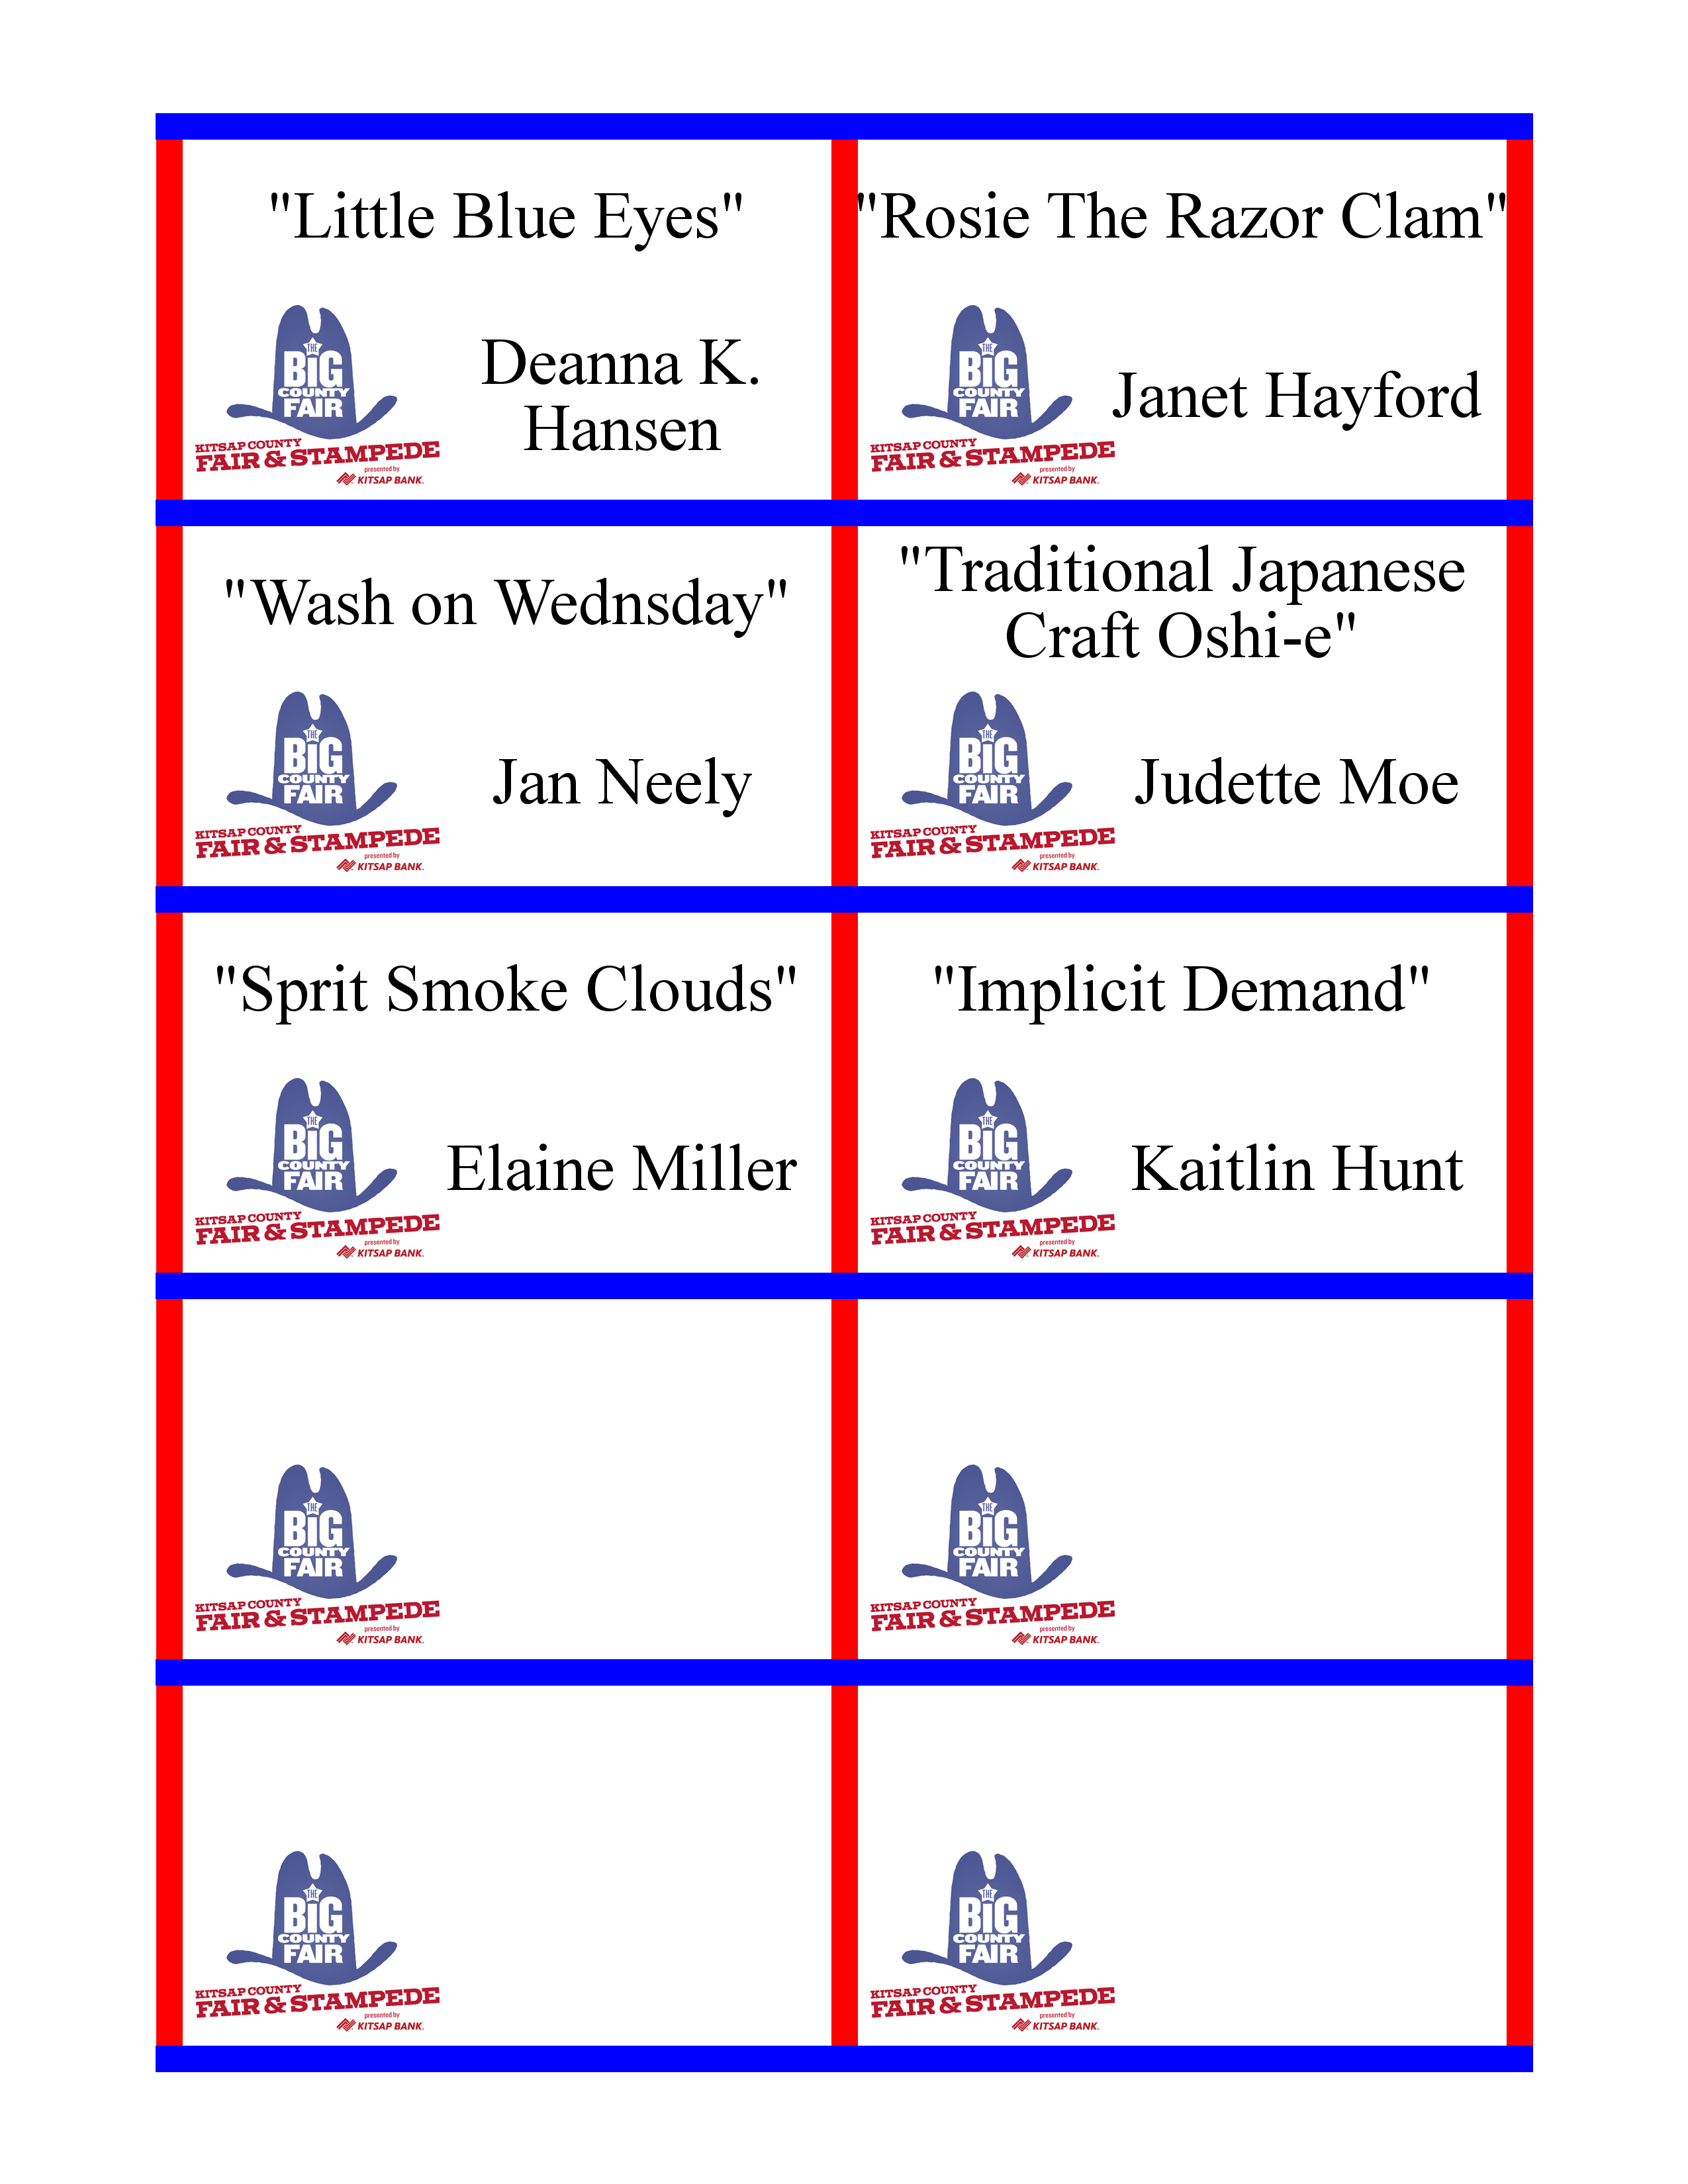 "Little Blue Eyes"
THE
BiG
COUNTY
FAIR
KITSAP COUNTY
FAIR & STAMPEDE
presented by
KITSAP BANK.
Deanna K.
Hansen
"Rosie The Razor Clam"
THE
BiG
COUNTY
FAIR
KITSAP COUNTY
FAIR & STAMPEDE
presented by
KITSAP BANK.
Janet Hayford
"Wash on Wednsday"
THE
BiG
COUNTY
FAIR
KITSAP COUNTY
FAIR & STAMPEDE
presented by
KITSAP BANK.
Jan Neely
"Traditional Japanese
Craft Oshi-e"
THE
BiG
COUNTY
FAIR
KITSAP COUNTY
FAIR & STAMPEDE
presented by
KITSAP BANK.
Judette Moe
"Sprit Smoke Clouds"
THE
BiG
COUNTY
FAIR
KITSAP COUNTY
FAIR & STAMPEDE
presented by
KITSAP BANK.
Elaine Miller
"Implicit Demand"
THE
BiG
COUNTY
FAIR
KITSAP COUNTY
FAIR & STAMPEDE
presented by
KITSAP BANK.
Kaitlin Hunt
THE
BiG
COUNTY
FAIR
KITSAP COUNTY
FAIR & STAMPEDE
presented by
KITSAP BANK.
THE
BiG
COUNTY
FAIR
KITSAP COUNTY
FAIR & STAMPEDE
presented by
KITSAP BANK.
THE
BiG
COUNTY
FAIR
KITSAP COUNTY
FAIR & STAMPEDE
presented by
KITSAP BANK.
THE
BiG
COUNTY
FAIR
KITSAP COUNTY
FAIR & STAMPEDE
presented by
KITSAP BANK.